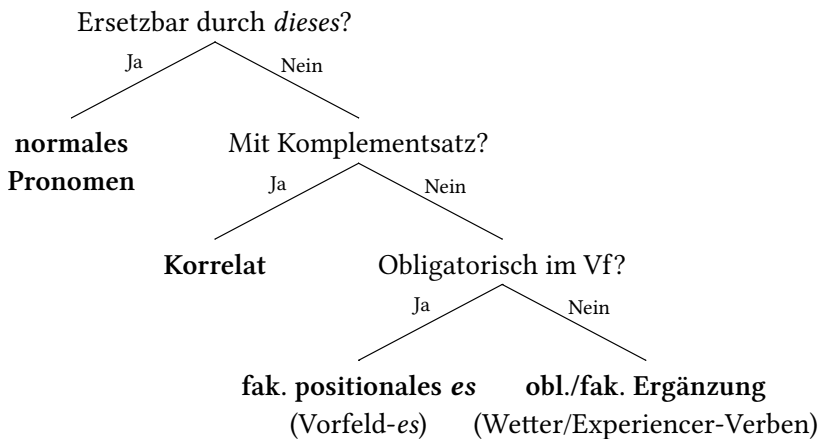 Ersetzbar durch dieses?
Ja
Nein
normales
Pronomen
Mit Komplementsatz?
Ja
Nein
Korrelat
Obligatorisch im Vf?
Ja
Nein
fak. positionales es
(Vorfeld-es)
obl./fak. Ergänzung
(Wetter/Experiencer-Verben)